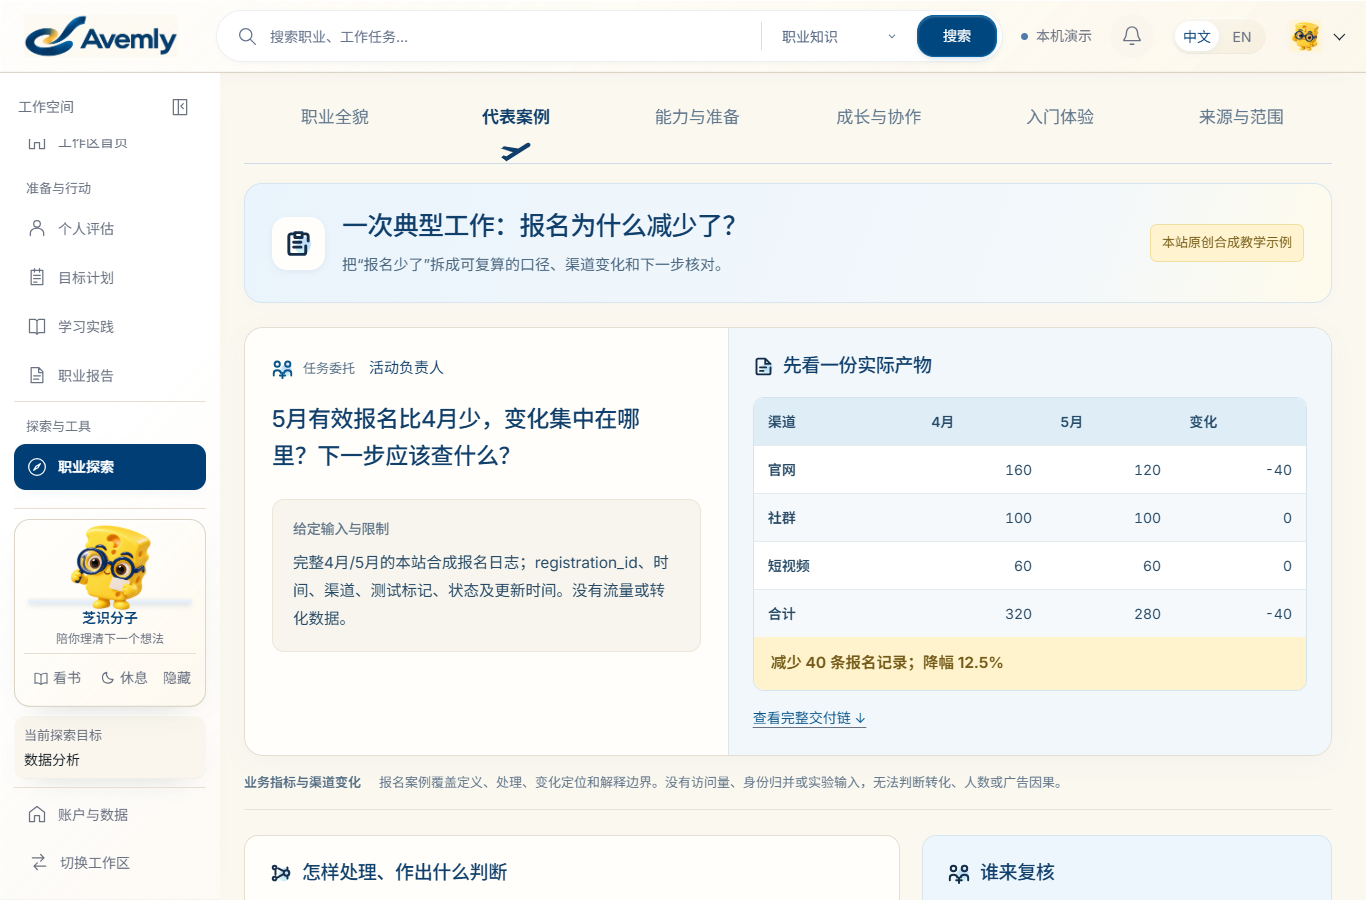 Avemly
搜索职业、工作任务...
职业知识
搜索
本机演示
中文
EN
工作空间
工作区首页
准备与行动
个人评估
目标计划
学习实践
职业报告
探索与工具
职业探索
芝识分子
陪你理清下一个想法
看书
休息
隐藏
当前探索目标
数据分析
账户与数据
切换工作区
职业全貌
代表案例
能力与准备
成长与协作
入门体验
来源与范围
一次典型工作：报名为什么减少了？
把“报名少了”拆成可复算的口径、渠道变化和下一步核对。
本站原创合成教学示例
任务委托 活动负责人
5月有效报名比4月少，变化集中在哪
里？下一步应该查什么？
给定输入与限制
完整4月/5月的本站合成报名日志；registration_id、时
间、渠道、测试标记、状态及更新时间。没有流量或转
化数据。
先看一份实际产物
渠道 4月 5月 变化
官网 160 120 -40
社群 100 100 0
短视频 60 60 0
合计 320 280 -40
减少 40 条报名记录；降幅 12.5%
查看完整交付链 ↓
业务指标与渠道变化 报名案例覆盖定义、处理、变化定位和解释边界。没有访问量、身份归并或实验输入，无法判断转化、人数或广告因果。
怎样处理、作出什么判断
谁来复核